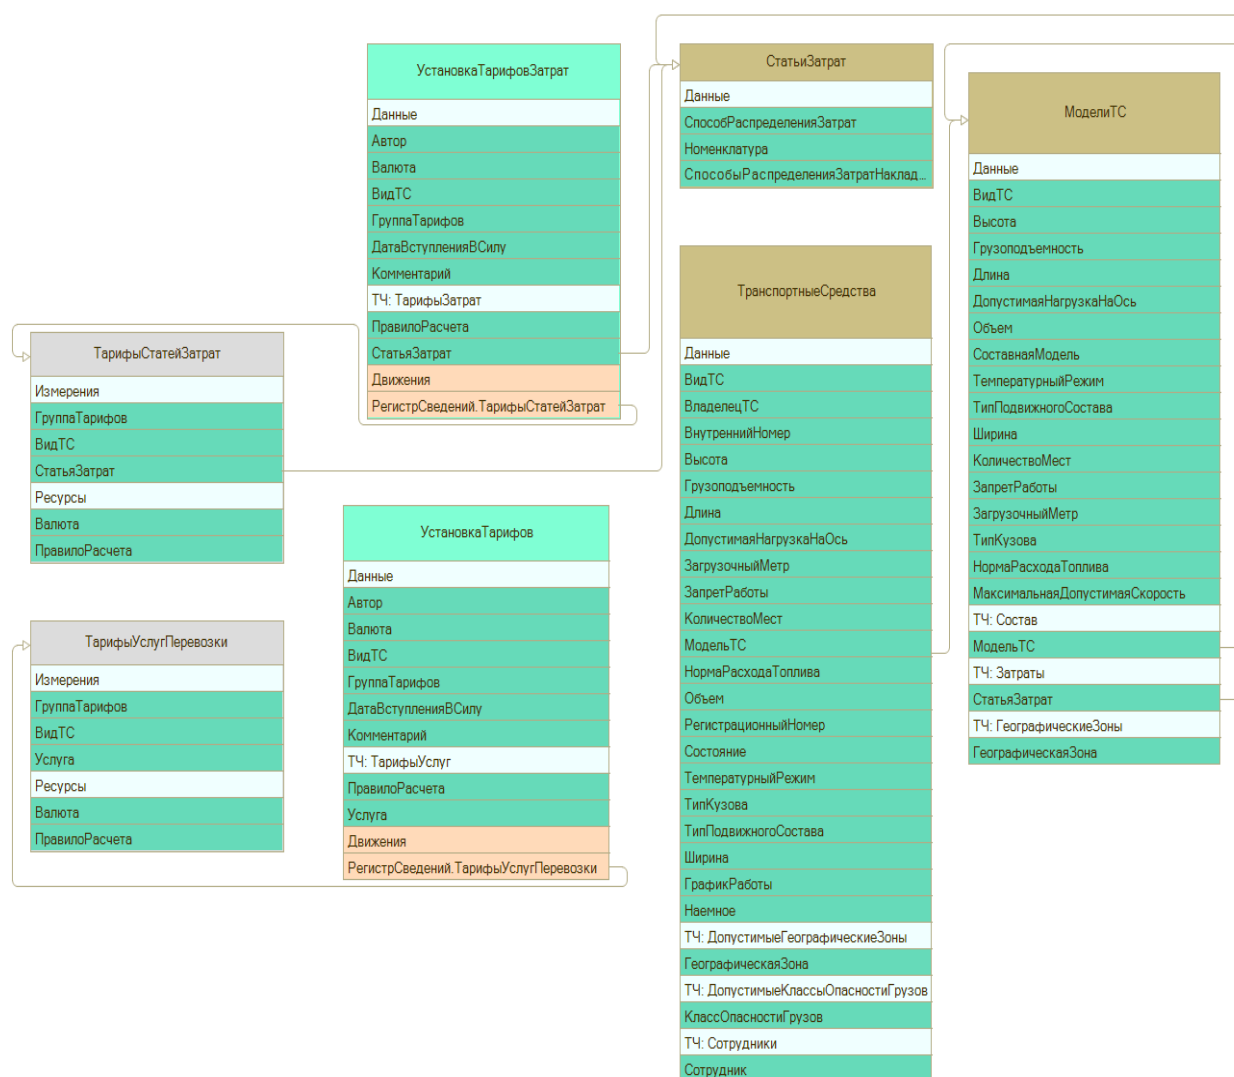 УстановкаТарифовЗатрат
Данные
Автор
Валюта
ВидТС
ГруппаТарифов
ДатаВступленияВСилу
Комментарий
ТЧ: ТарифыЗатрат
ПравилоРасчета
СтатьяЗатрат
Движения
РегистрСведений.ТарифыСтатейЗатрат
СтатьиЗатрат
Данные
СпособРаспределенияЗатрат
Номенклатура
СпособыРаспределенияЗатратНаклад...
МоделиТС
Данные
ВидТС
Высота
Грузоподъемность
Длина
ДопустимаяНагрузкаНаОсь
Объем
СоставнаяМодель
ТемпературныйРежим
ТипПодвижногоСостава
Ширина
КоличествоМест
ЗапретРаботы
ЗагрузочныйМетр
ТипКузова
НормаРасходаТоплива
МаксимальнаяДопустимаяСкорость
ТЧ: Состав
МодельТС
ТЧ: Затраты
СтатьяЗатрат
ТЧ: ГеографическиеЗоны
ГеографическаяЗона
ТарифыСтатейЗатрат
Измерения
ГруппаТарифов
ВидТС
СтатьяЗатрат
Ресурсы
Валюта
ПравилоРасчета
ТранспортныеСредства
Данные
ВидТС
ВладелецТС
ВнутреннийНомер
Высота
Грузоподъемность
Длина
ДопустимаяНагрузкаНаОсь
ЗагрузочныйМетр
ЗапретРаботы
КоличествоМест
МодельТС
НормаРасходаТоплива
Объем
РегистрационныйНомер
Состояние
ТемпературныйРежим
ТипКузова
ТипПодвижногоСостава
Ширина
ГрафикРаботы
Наемное
ТЧ: ДопустимыеГеографическиеЗоны
ГеографическаяЗона
ТЧ: ДопустимыеКлассыОпасностиГрузов
КлассОпасностиГрузов
ТЧ: Сотрудники
Сотрудник
УстановкаТарифов
Данные
Автор
Валюта
ВидТС
ГруппаТарифов
ДатаВступленияВСилу
Комментарий
ТЧ: ТарифыУслуг
ПравилоРасчета
Услуга
Движения
РегистрСведений.ТарифыУслугПеревозки
ТарифыУслугПеревозки
Измерения
ГруппаТарифов
ВидТС
Услуга
Ресурсы
Валюта
ПравилоРасчета